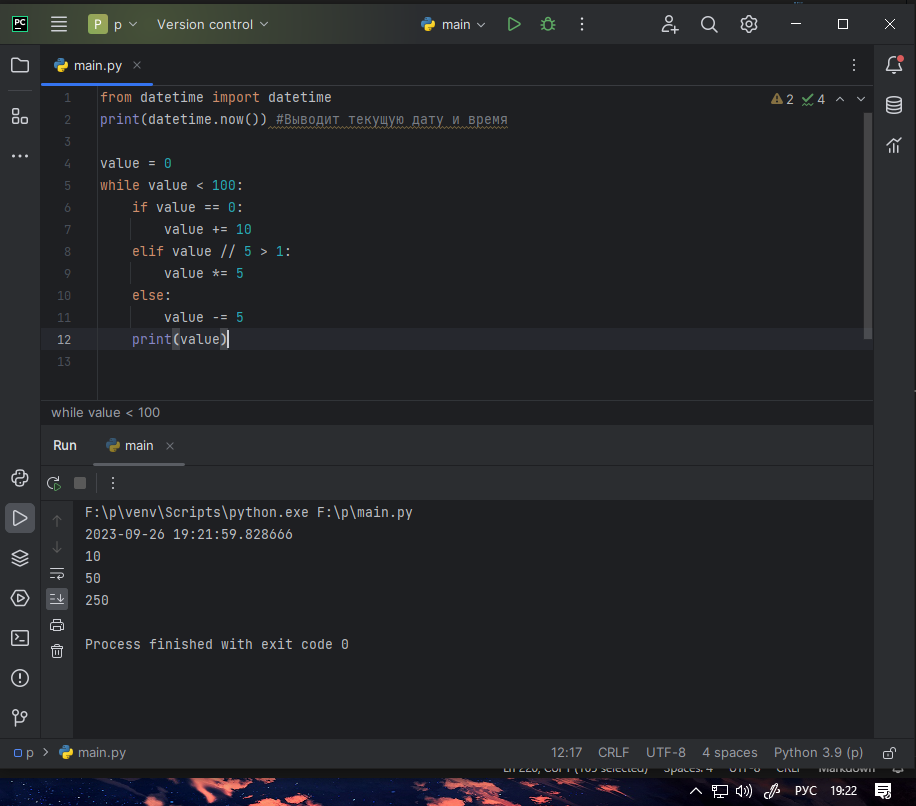 PC P p Version control main
main.py
1 from datetime import datetime
2 4
2 print(datetime.now()) #Выводит текущую дату и время
3
4 value = 0
5 while value < 100:
6 if value == 0:
7 value += 10
8 elif value // 5 > 1:
9 value *= 5
10 else:
11 value -= 5
12 print(value)
13
while value < 100
Run main
F:\p\venv\Scripts\python.exe F:\p\main.py
2023-09-26 19:21:59.828666
10
50
250
Process finished with exit code 0
p main.py 12:17 CRLF UTF-8 4 spaces Python 3.9 (p)
selected) Spaces: 4 UTF-8 CRLF Markdown
РУС 19:22